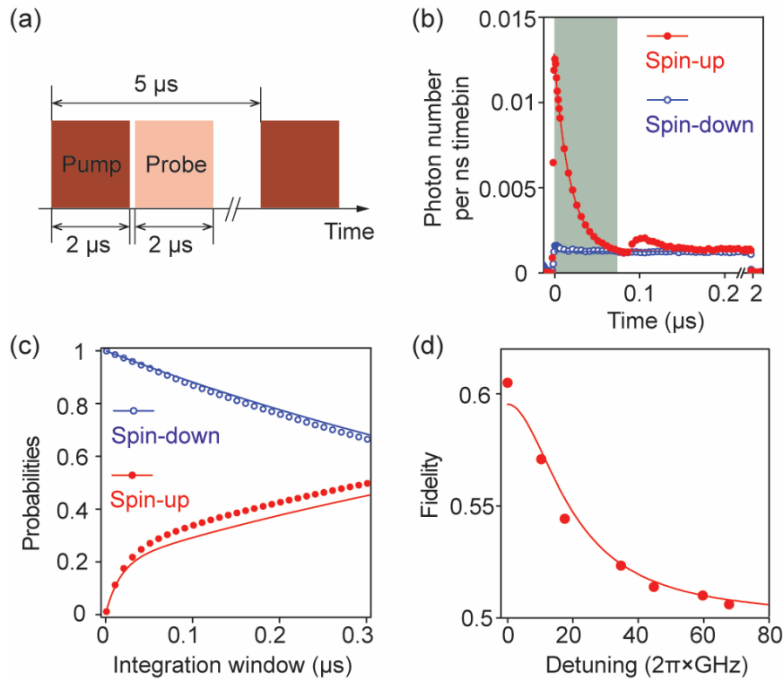 (a)
5 μs
Pump
Probe
Time
2 μs
2 μs
(b)
Photon number
per ns timebin
0.015
0.01
0.005
0
Spin-up
Spin-down
0
0.1
0.2
2
Time (μs)
(c)
Probabilities
1
0.8
0.6
0.4
0.2
0
Spin-down
Spin-up
0
0.1
0.2
0.3
Integration window (μs)
(d)
Fidelity
0.6
0.55
0.5
0
20
40
60
80
Detuning (2π×GHz)